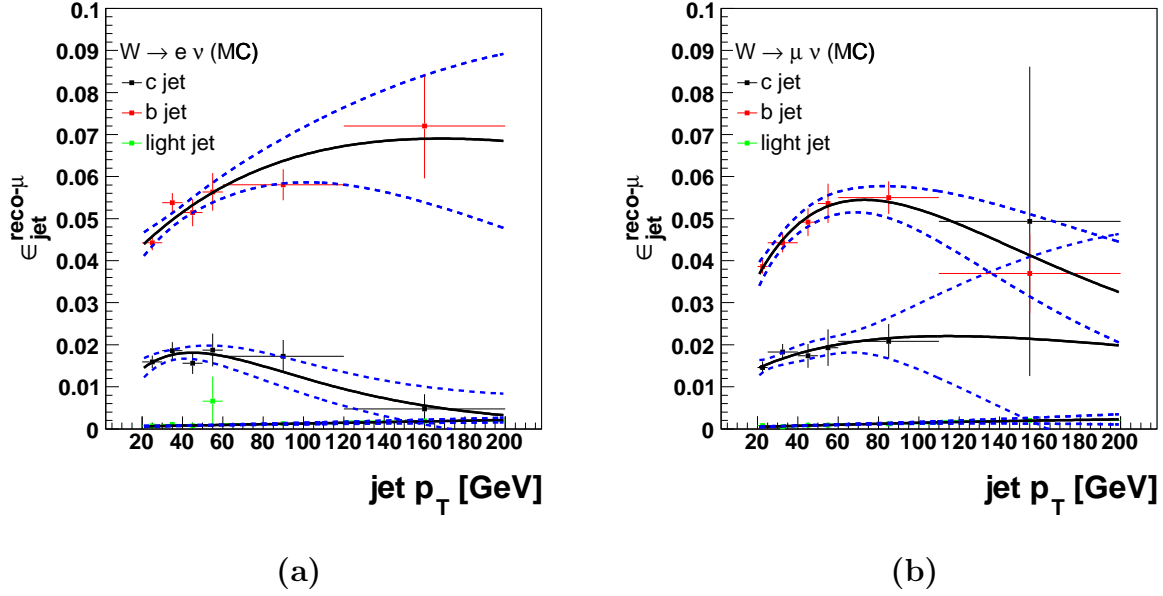 0.1
0.09
0.08
0.07
0.06
0.05
0.04
0.03
0.02
0.01
0
W → e ν (MC)
c jet
b jet
light jet
∈ reco-μ jet
20 40 60 80 100 120 140 160 180 200
jet p_T [GeV]
(a)
0.1
0.09
0.08
0.07
0.06
0.05
0.04
0.03
0.02
0.01
0
W → μ ν (MC)
c jet
b jet
light jet
∈ reco-μ jet
20 40 60 80 100 120 140 160 180 200
jet p_T [GeV]
(b)